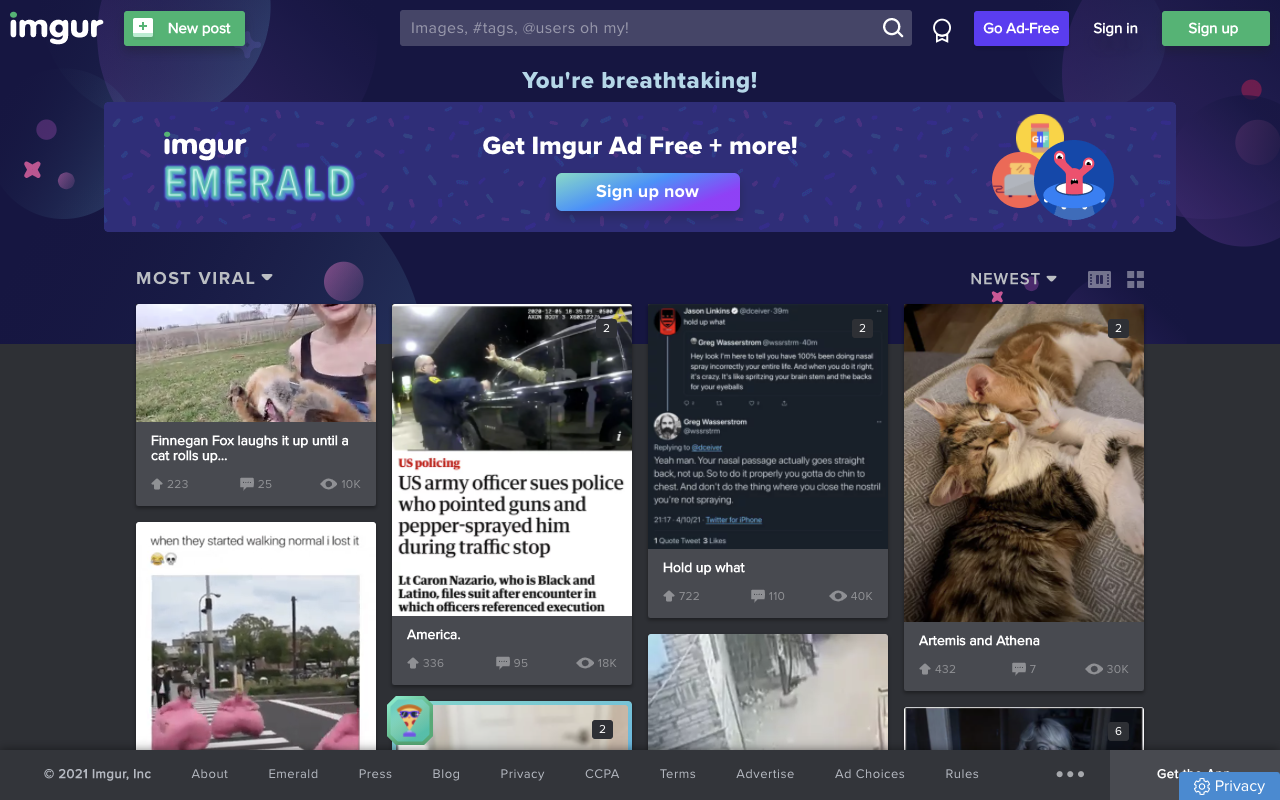 imgur
New post
Images, #tags, @users oh my!
Go Ad-Free
Sign in
Sign up
You're breathtaking!
imgur
EMERALD
Get Imgur Ad Free + more!
Sign up now
GIF
MOST VIRAL
NEWEST
Finnegan Fox laughs it up until a
cat rolls up...
223
25
10K
when they started walking normal i lost it
2
i
US policing
US army officer sues police
who pointed guns and
pepper-sprayed him
during traffic stop
Lt Caron Nazario, who is Black and
Latino, files suit after encounter in
which officers referenced execution
America.
336
95
18K
2
2
Jason Linkins @dceiver · 39m
hold up what
Greg Wasserstrom @wssrstrm · 40m
Hey look I'm here to tell you have 100% been doing nasal
spray incorrectly your entire life. And when you do it right,
it's crazy. It's like spritzing your brain stem and the backs
for your eyeballs
Greg Wasserstrom
@wssrstrm
Replying to @dceiver
Yeah man. Your nasal passage actually goes straight
back, not up. So to do it properly you gotta do chin to
chest. And don't do the thing where you close the nostril
you're not spraying.
21:17 · 4/10/21 · Twitter for iPhone
1 Quote Tweet 3 Likes
Hold up what
722
110
40K
2
Artemis and Athena
432
7
30K
6
© 2021 Imgur, Inc
About
Emerald
Press
Blog
Privacy
CCPA
Terms
Advertise
Ad Choices
Rules
Get the App
Privacy